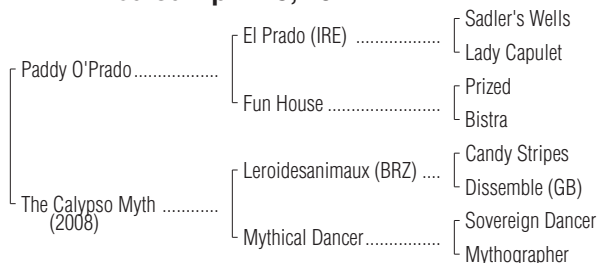 Sadler's Wells
El Prado (IRE) ..................
Lady Capulet
Paddy O'Prado..................
Prized
Fun House ........................
Bistra
Candy Stripes
Leroidesanimaux (BRZ) ....
Dissemble (GB)
The Calypso Myth ............
(2008)
Sovereign Dancer
Mythical Dancer................
Mythographer